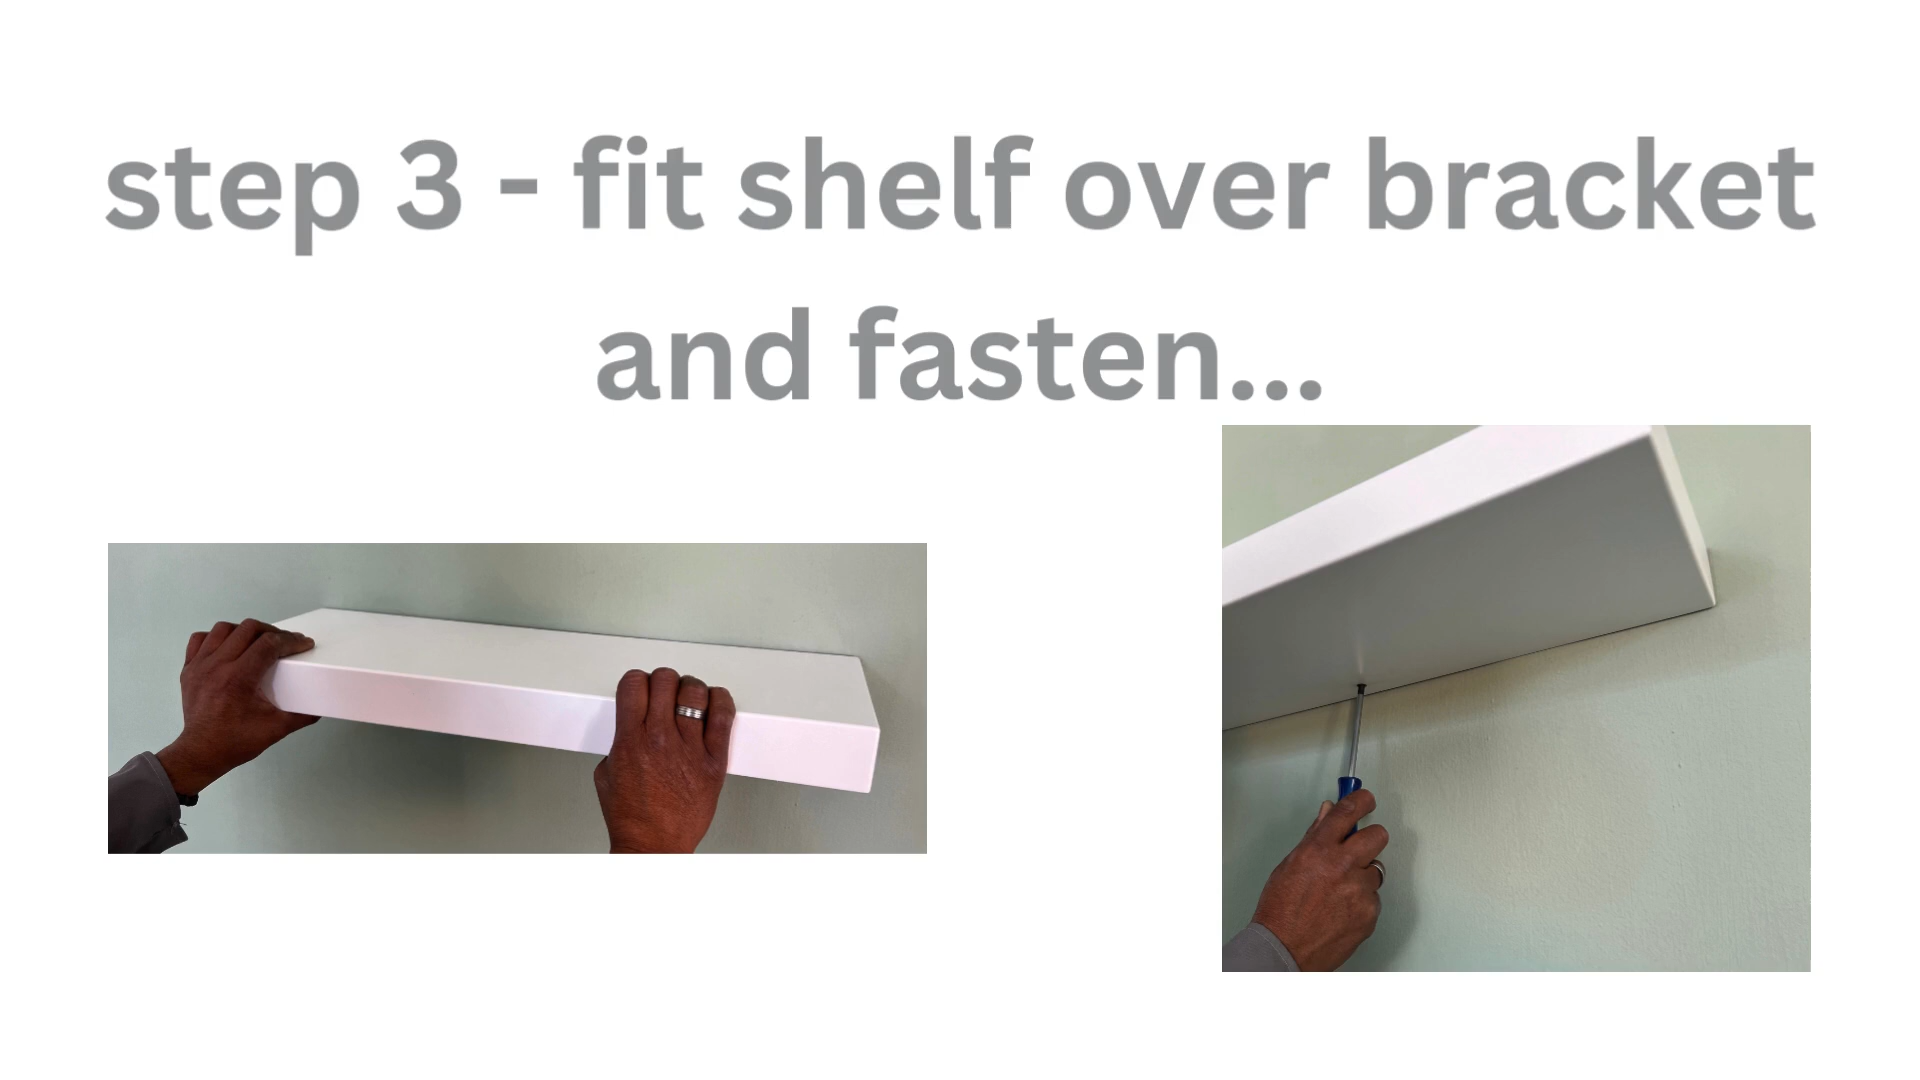 step 3 - fit shelf over bracket
and fasten...